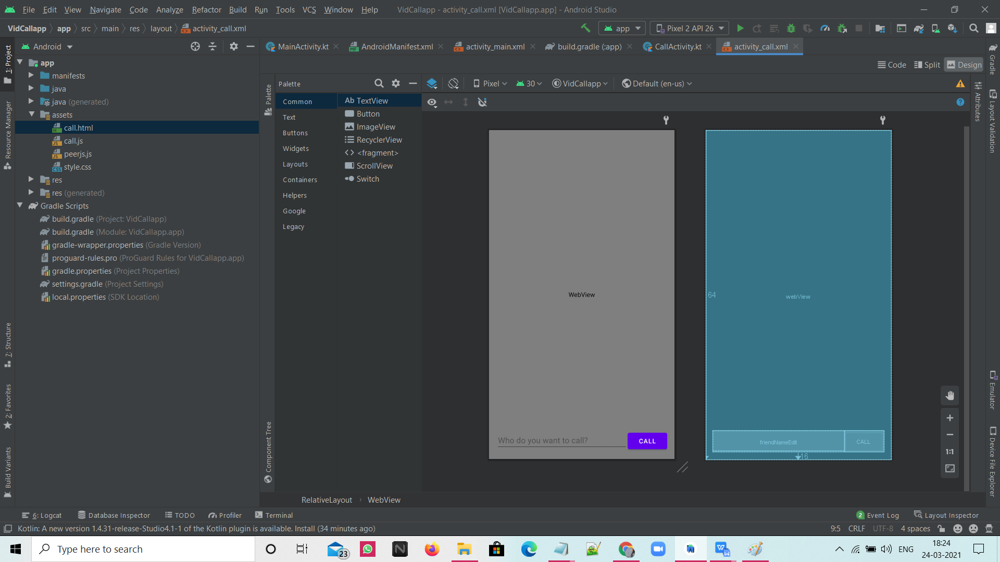 File Edit View Navigate Code Analyze Refactor Build Run Tools VCS Window Help VidCallapp - activity_call.xml [VidCallapp.app] - Android Studio
VidCallapp app src main res layout activity_call.xml app Pixel 2 API 26
Android MainActivity.kt AndroidManifest.xml activity_main.xml build.gradle (:app) CallActivity.kt activity_call.xml
Code Split Design
app
manifests
java
java (generated)
assets
call.html
call.js
peerjs.js
style.css
res
res (generated)
Gradle Scripts
build.gradle (Project: VidCallapp)
build.gradle (Module: VidCallapp.app)
gradle-wrapper.properties (Gradle Version)
proguard-rules.pro (ProGuard Rules for VidCallapp.app)
gradle.properties (Project Properties)
settings.gradle (Project Settings)
local.properties (SDK Location)
1: Project
Resource Manager
7: Structure
2: Favorites
Build Variants
Palette
Component Tree
Palette
Common
Text
Buttons
Widgets
Layouts
Containers
Helpers
Google
Legacy
Ab TextView
Button
ImageView
RecyclerView
<fragment>
ScrollView
Switch
Pixel 30 VidCallapp Default (en-us)
WebView
Who do you want to call? CALL
64
webView
friendNameEdit CALL
16
1:1
Attributes
Gradle
Layout Validation
Emulator
Device File Explorer
RelativeLayout WebView
6: Logcat Database Inspector TODO Profiler Terminal 2 Event Log Layout Inspector
Kotlin: A new version 1.4.31-release-Studio4.1-1 of the Kotlin plugin is available. Install (34 minutes ago) 9:5 CRLF UTF-8 4 spaces
Type here to search 23 ENG 18:24
24-03-2021